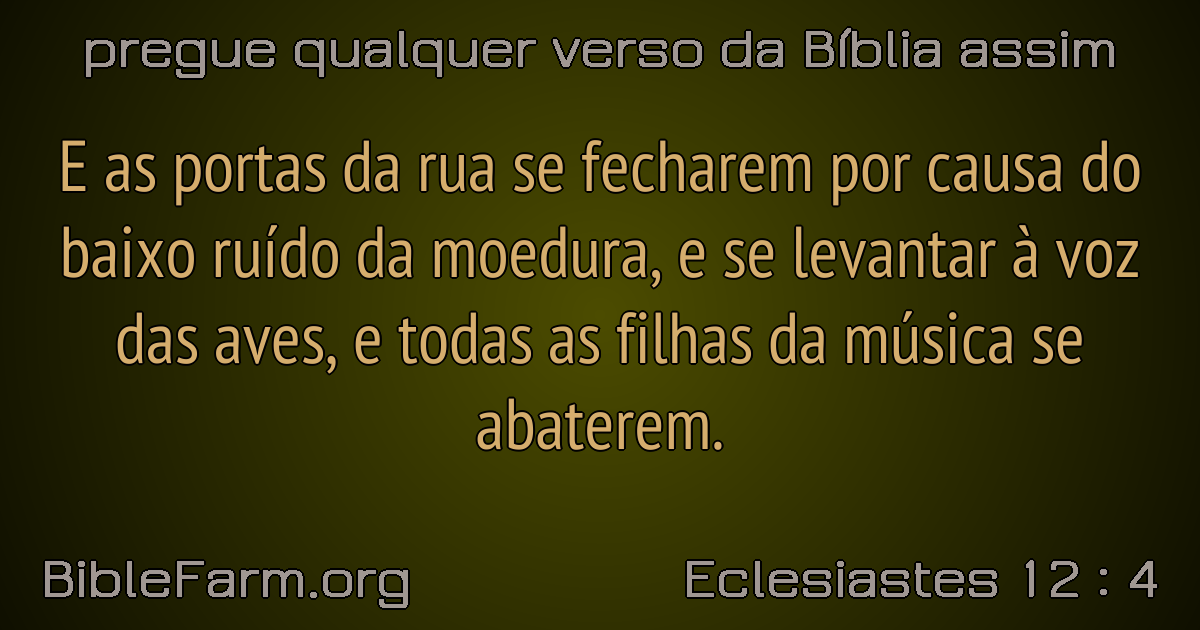 pregue qualquer verso da Bíblia assim
E as portas da rua se fecharem por causa do
baixo ruído da moedura, e se levantar à voz
das aves, e todas as filhas da música se
abaterem.
BibleFarm.org
Eclesiastes 12 : 4